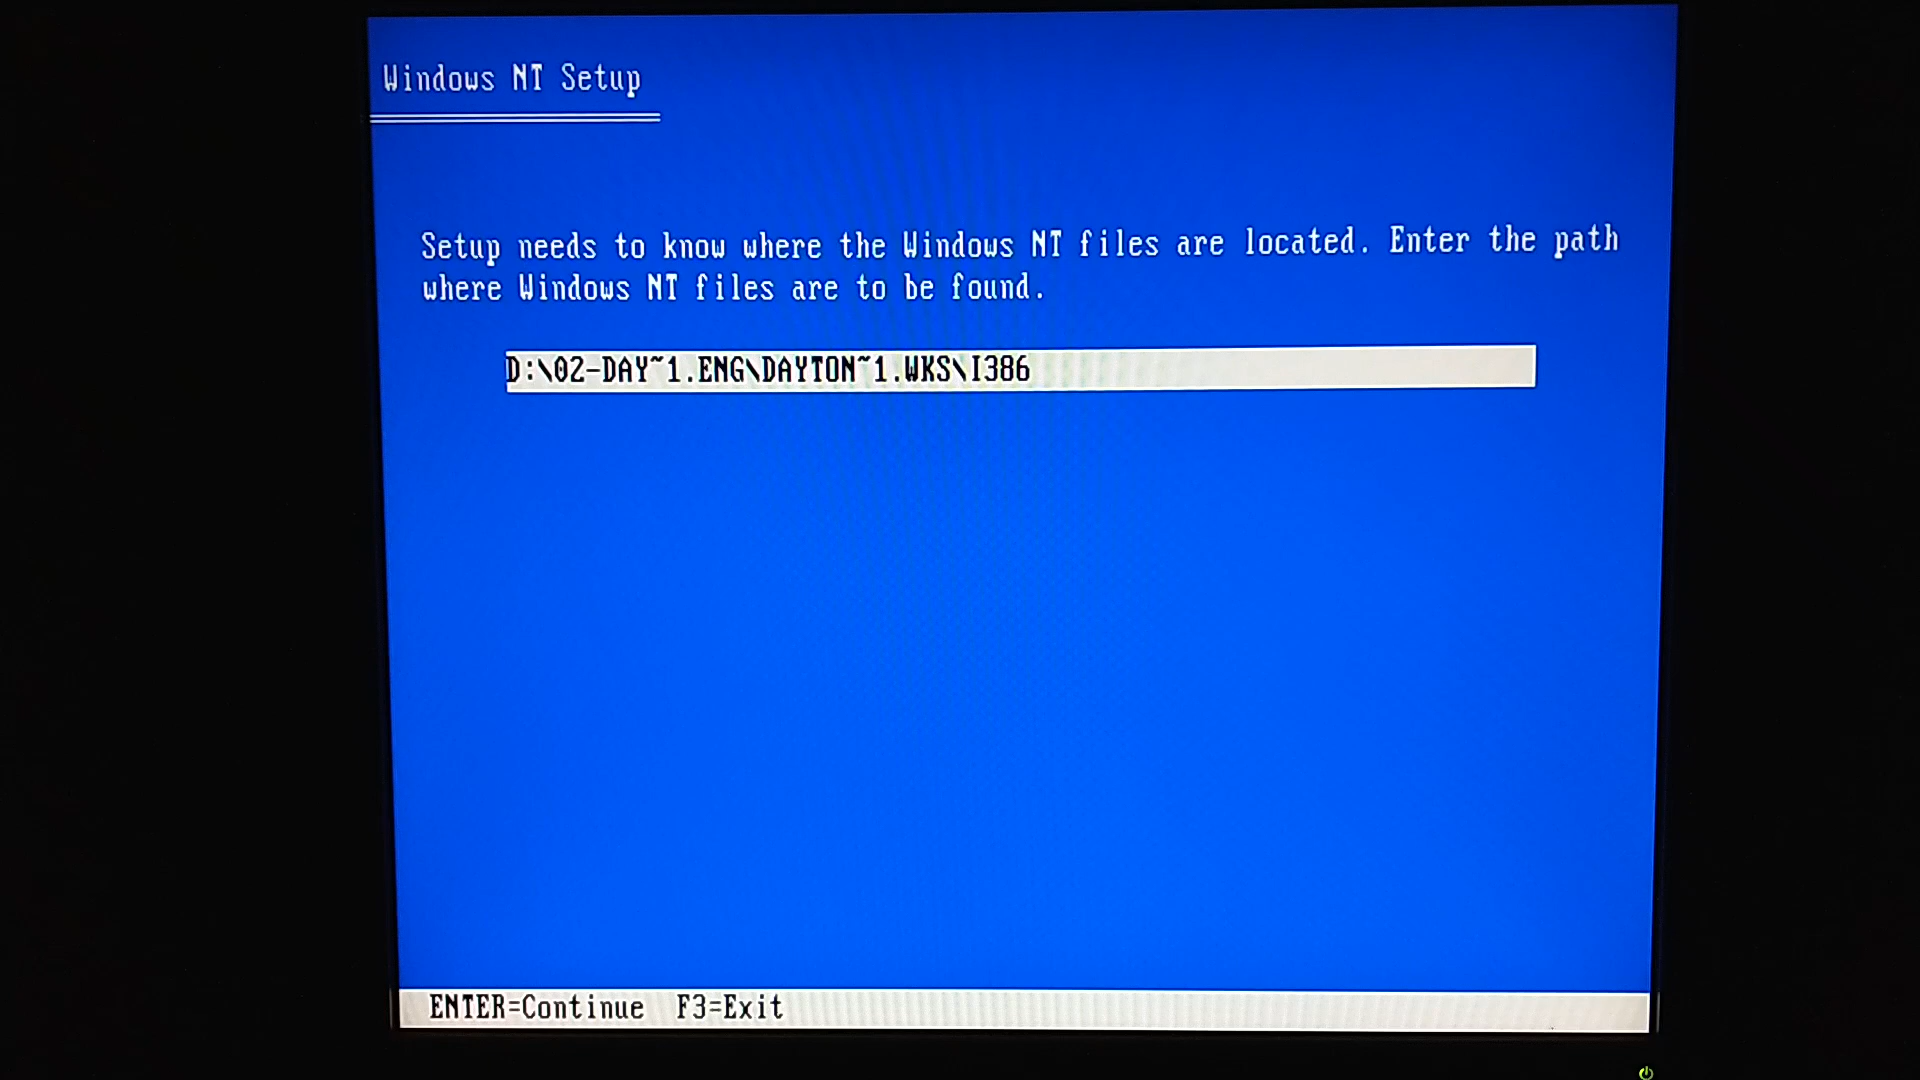 Windows NT Setup
Setup needs to know where the Windows NT files are located. Enter the path
where Windows NT files are to be found.
D:\02-DAY~1.ENG\DAYTON~1.WKS\I386
ENTER=Continue  F3=Exit